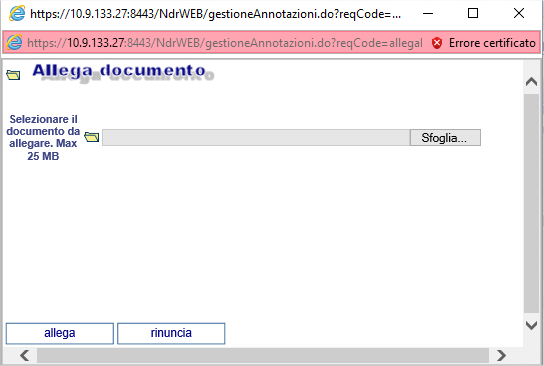 https://10.9.133.27:8443/NdrWEB/gestioneAnnotazioni.do?reqCode=...
https://10.9.133.27:8443/NdrWEB/gestioneAnnotazioni.do?reqCode=allegal
Errore certificato
Allega documento
Selezionare il
documento da
allegare. Max
25 MB
Sfoglia...
allega
rinuncia